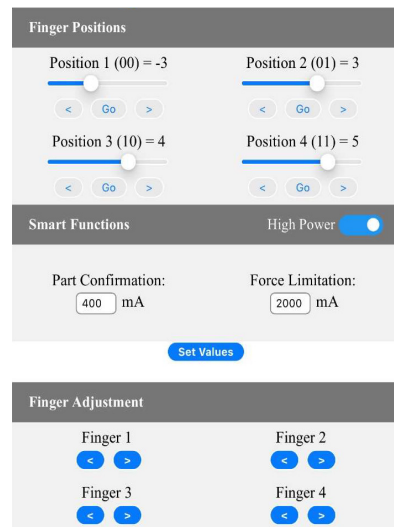 Finger Positions
Position 1 (00) = -3
Position 2 (01) = 3
< Go >
< Go >
Position 3 (10) = 4
Position 4 (11) = 5
< Go >
< Go >
Smart Functions
High Power
Part Confirmation:
400 mA
Force Limitation:
2000 mA
Set Values
Finger Adjustment
Finger 1
< >
Finger 2
< >
Finger 3
< >
Finger 4
< >